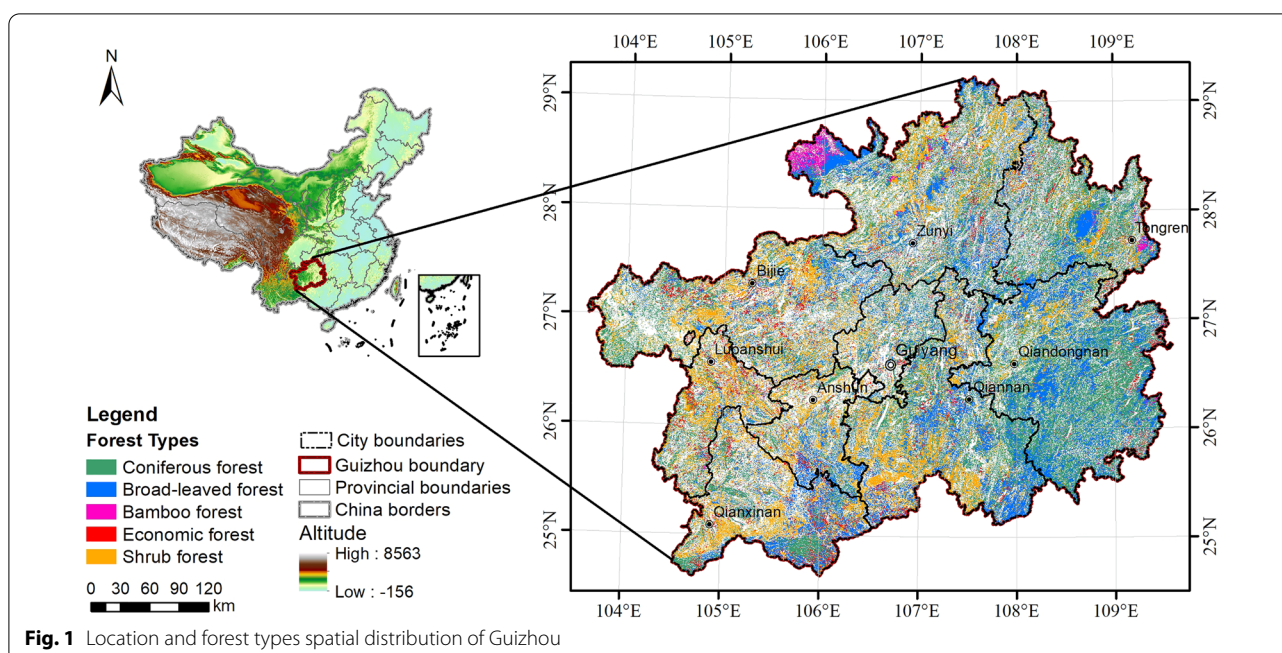 N
104°E 105°E 106°E 107°E 108°E 109°E
29°N 29°N
28°N 28°N
27°N 27°N
26°N 26°N
25°N 25°N
Zunyi
Tongren
Bijie
Lupanshui
Guiyang
Qiandongnan
Anshun
Qiannan
Qianxinan
104°E 105°E 106°E 107°E 108°E 109°E
Legend
Forest Types
Coniferous forest
Broad-leaved forest
Bamboo forest
Economic forest
Shrub forest
0 30 60 90 120
km
City boundaries
Guizhou boundary
Provincial boundaries
China borders
Altitude
High : 8563
Low : -156
Fig. 1 Location and forest types spatial distribution of Guizhou